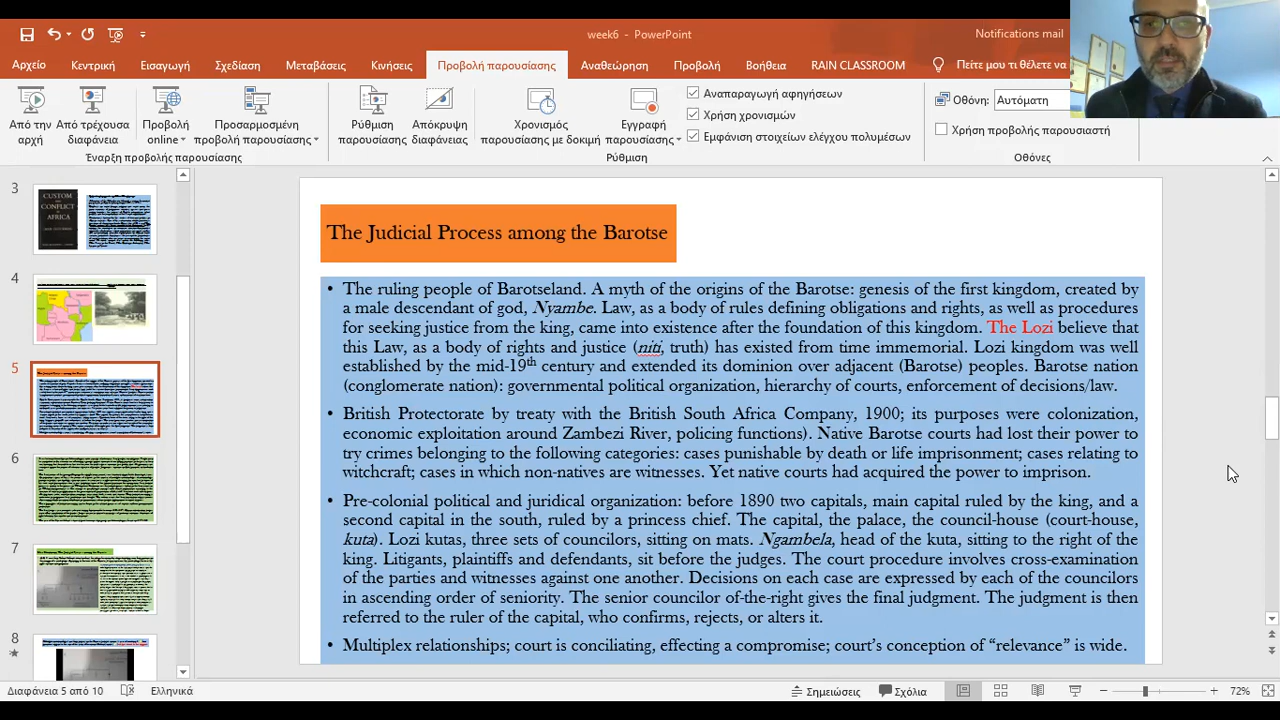 week6 - PowerPoint
Notifications mail
Αρχείο Κεντρική Εισαγωγή Σχεδίαση Μεταβάσεις Κινήσεις Προβολή παρουσίασης Αναθεώρηση Προβολή Βοήθεια RAIN CLASSROOM Πείτε μου τι θέλετε να
Αναπαραγωγή αφηγήσεων
Χρήση χρονισμών
Εμφάνιση στοιχείων ελέγχου πολυμέσων
Οθόνη: Αυτόματη
Χρήση προβολής παρουσιαστή
Από την Από τρέχουσα Προβολή Προσαρμοσμένη Ρύθμιση Απόκρυψη Χρονισμός Εγγραφή
αρχή διαφάνεια online προβολή παρουσίασης παρουσίασης διαφάνειας παρουσίασης με δοκιμή παρουσίασης
Έναρξη προβολής παρουσίασης Ρύθμιση Οθόνες
3
CUSTOM
AND
CONFLICT
IN
AFRICA
4
5
6
7
8
The Judicial Process among the Barotse
• The ruling people of Barotseland. A myth of the origins of the Barotse: genesis of the first kingdom, created by
a male descendant of god, Nyambe. Law, as a body of rules defining obligations and rights, as well as procedures
for seeking justice from the king, came into existence after the foundation of this kingdom. The Lozi believe that
this Law, as a body of rights and justice (niti, truth) has existed from time immemorial. Lozi kingdom was well
established by the mid-19th century and extended its dominion over adjacent (Barotse) peoples. Barotse nation
(conglomerate nation): governmental political organization, hierarchy of courts, enforcement of decisions/law.
• British Protectorate by treaty with the British South Africa Company, 1900; its purposes were colonization,
economic exploitation around Zambezi River, policing functions). Native Barotse courts had lost their power to
try crimes belonging to the following categories: cases punishable by death or life imprisonment; cases relating to
witchcraft; cases in which non-natives are witnesses. Yet native courts had acquired the power to imprison.
• Pre-colonial political and juridical organization: before 1890 two capitals, main capital ruled by the king, and a
second capital in the south, ruled by a princess chief. The capital, the palace, the council-house (court-house,
kuta). Lozi kutas, three sets of councilors, sitting on mats. Ngambela, head of the kuta, sitting to the right of the
king. Litigants, plaintiffs and defendants, sit before the judges. The court procedure involves cross-examination
of the parties and witnesses against one another. Decisions on each case are expressed by each of the councilors
in ascending order of seniority. The senior councilor of-the-right gives the final judgment. The judgment is then
referred to the ruler of the capital, who confirms, rejects, or alters it.
• Multiplex relationships; court is conciliating, effecting a compromise; court's conception of “relevance” is wide.
Διαφάνεια 5 από 10 Ελληνικά Σημειώσεις Σχόλια 72%